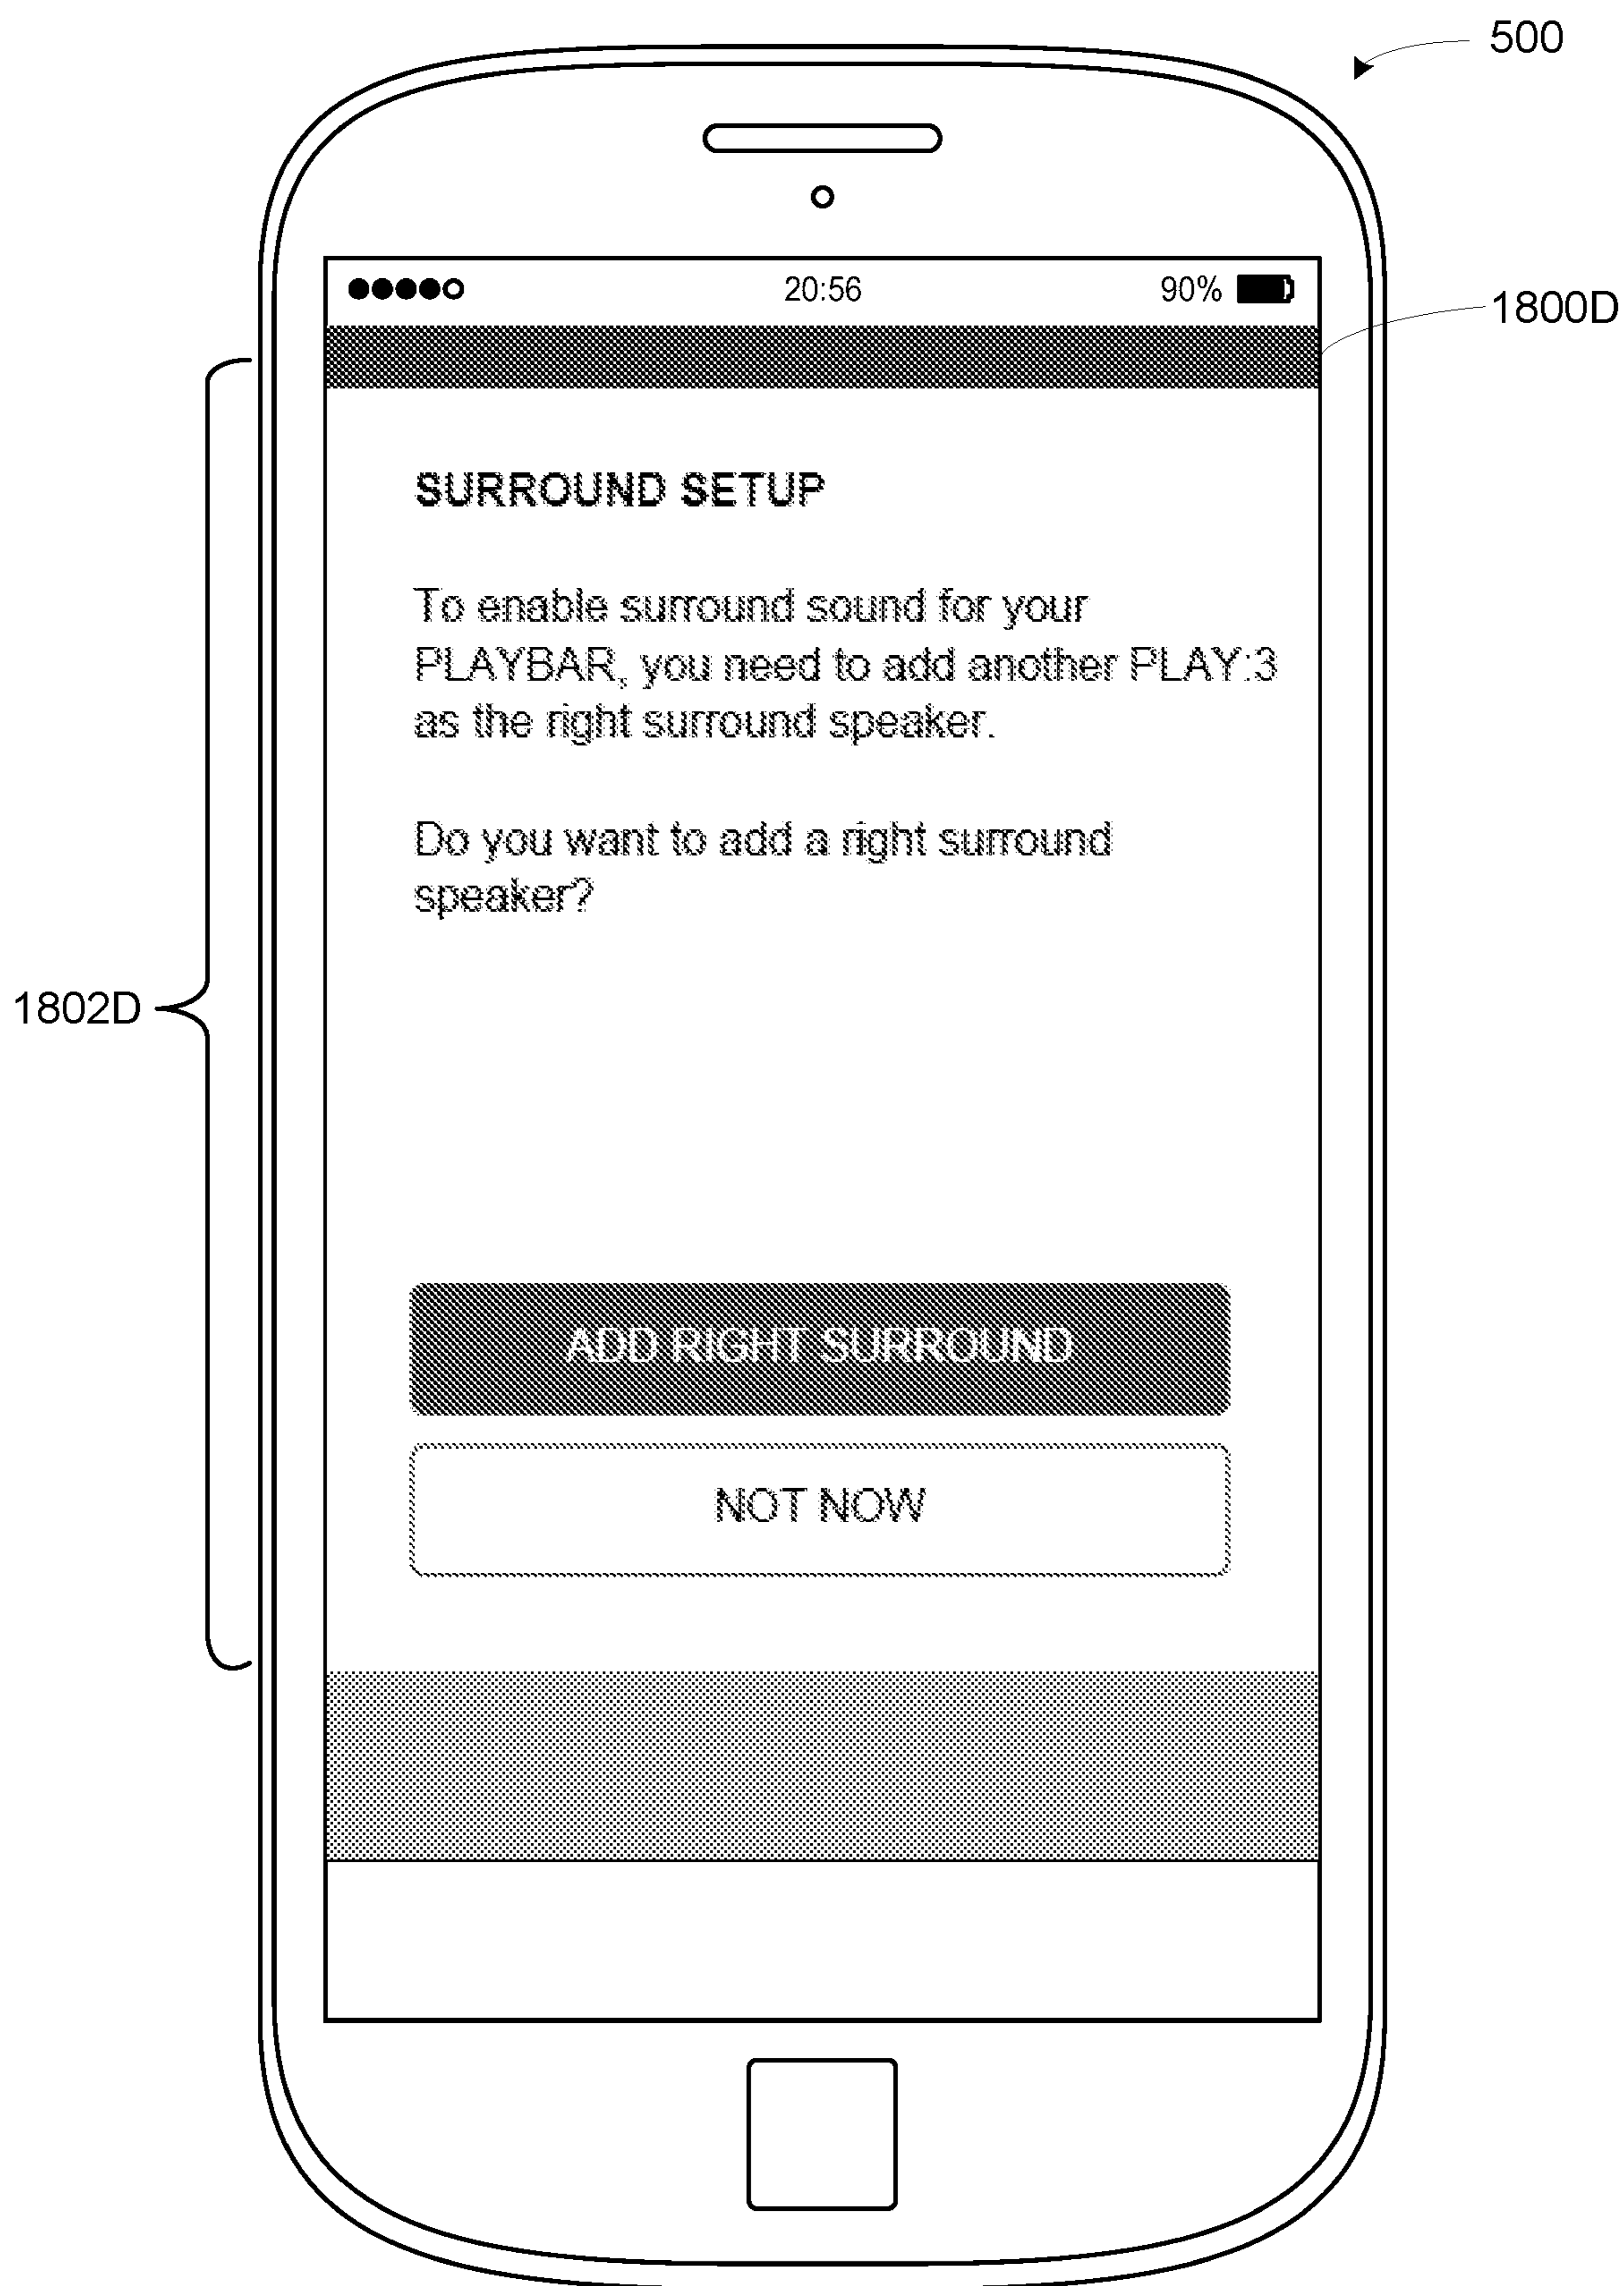 500
20:56
90%
1800D
SURROUND SETUP
To enable surround sound for your
PLAYBAR, you need to add another PLAY:3
as the right surround speaker.
Do you want to add a right surround
speaker?
1802D
ADD RIGHT SURROUND
NOT NOW